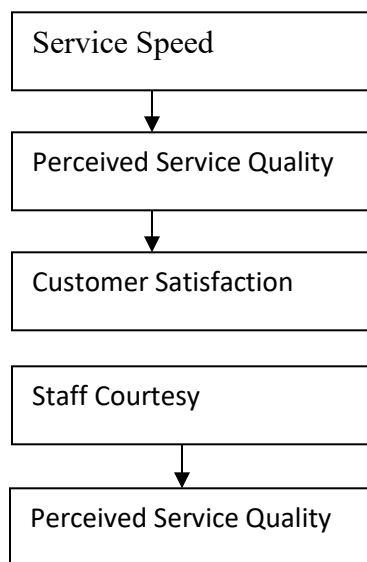 Service Speed
Perceived Service Quality
Customer Satisfaction
Staff Courtesy
Perceived Service Quality